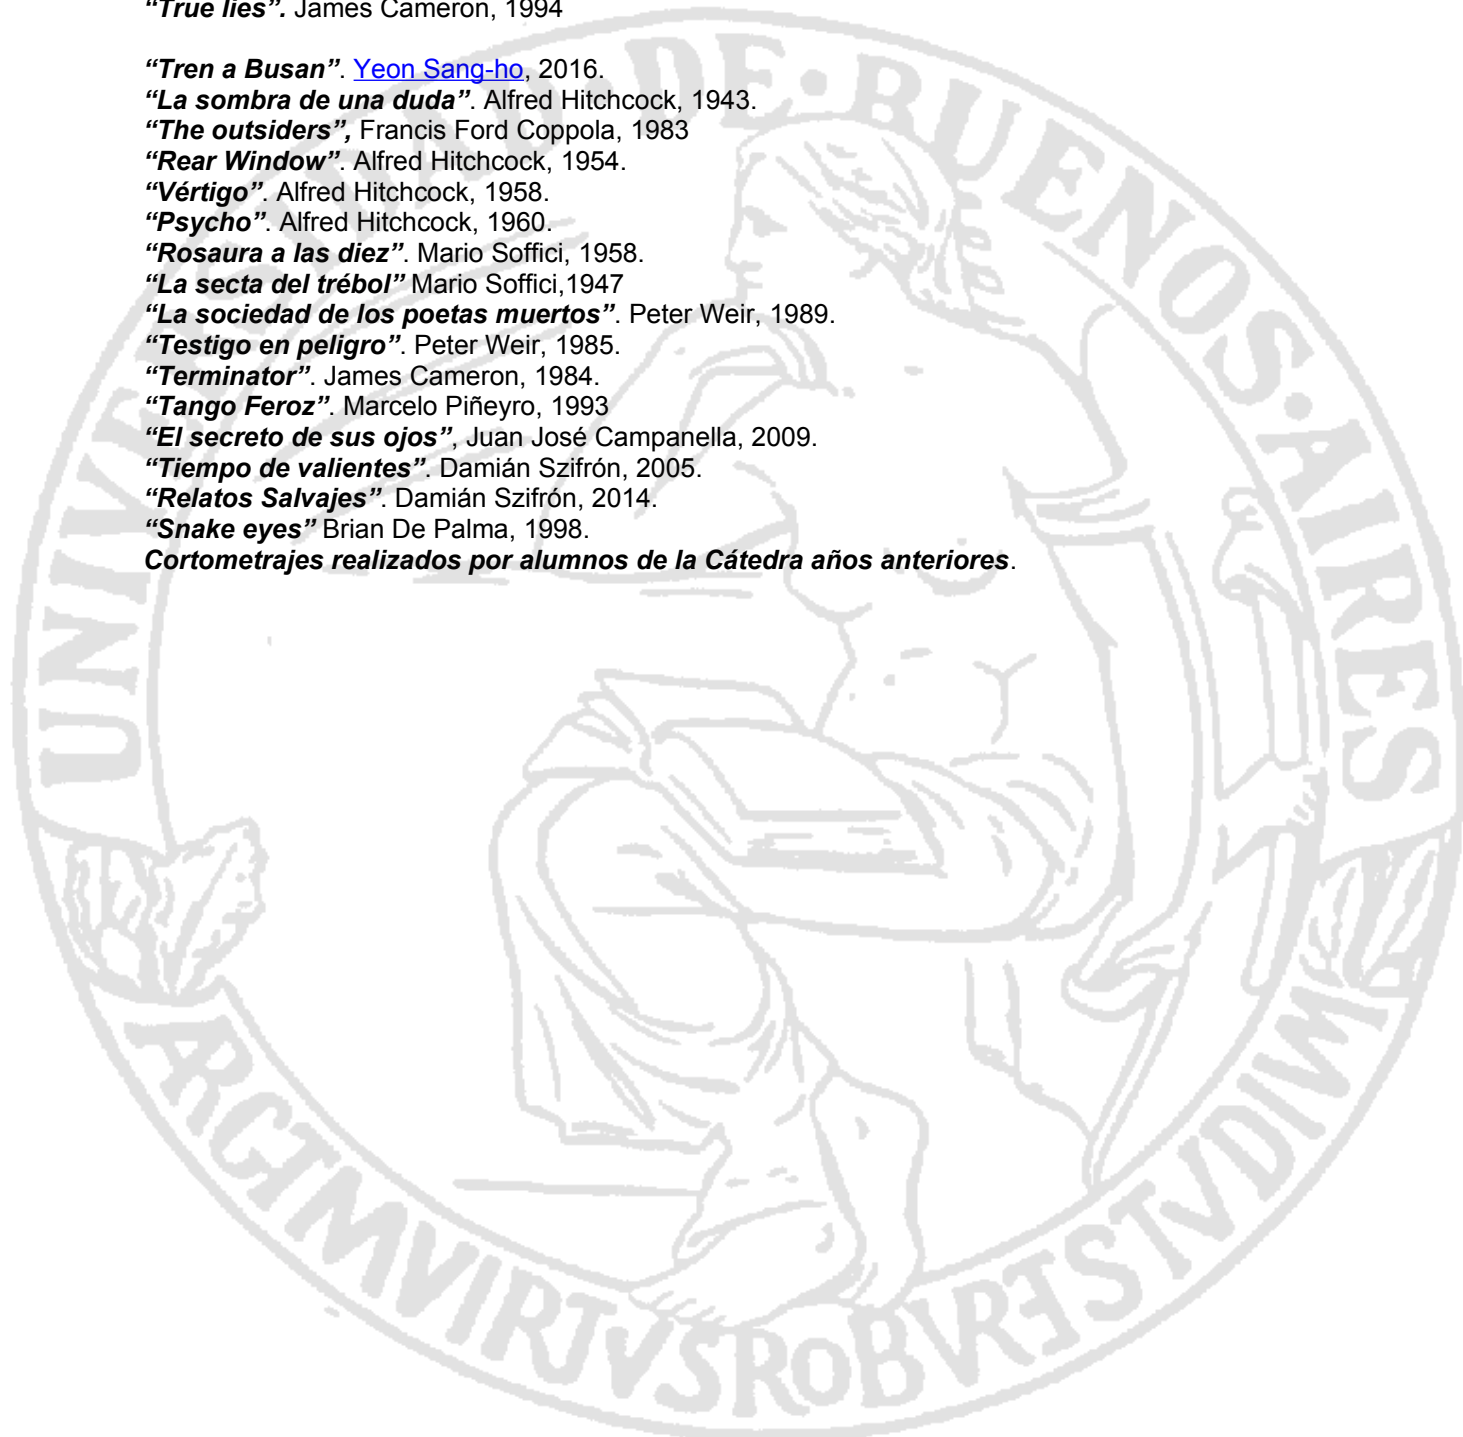 “True lies”. James Cameron, 1994
“Tren a Busan”. Yeon Sang-ho, 2016.
“La sombra de una duda”. Alfred Hitchcock, 1943.
“The outsiders”, Francis Ford Coppola, 1983
“Rear Window”. Alfred Hitchcock, 1954.
“Vértigo”. Alfred Hitchcock, 1958.
“Psycho”. Alfred Hitchcock, 1960.
“Rosaura a las diez”. Mario Soffici, 1958.
“La secta del trébol” Mario Soffici,1947
“La sociedad de los poetas muertos”. Peter Weir, 1989.
“Testigo en peligro”. Peter Weir, 1985.
“Terminator”. James Cameron, 1984.
“Tango Feroz”. Marcelo Piñeyro, 1993
“El secreto de sus ojos”, Juan José Campanella, 2009.
“Tiempo de valientes”. Damián Szifrón, 2005.
“Relatos Salvajes”. Damián Szifrón, 2014.
“Snake eyes” Brian De Palma, 1998.
Cortometrajes realizados por alumnos de la Cátedra años anteriores.
UNIVERSIDAD·DE·BUENOS·AIRES
ARGTMVIRTVSROBVRETSTVDIVM